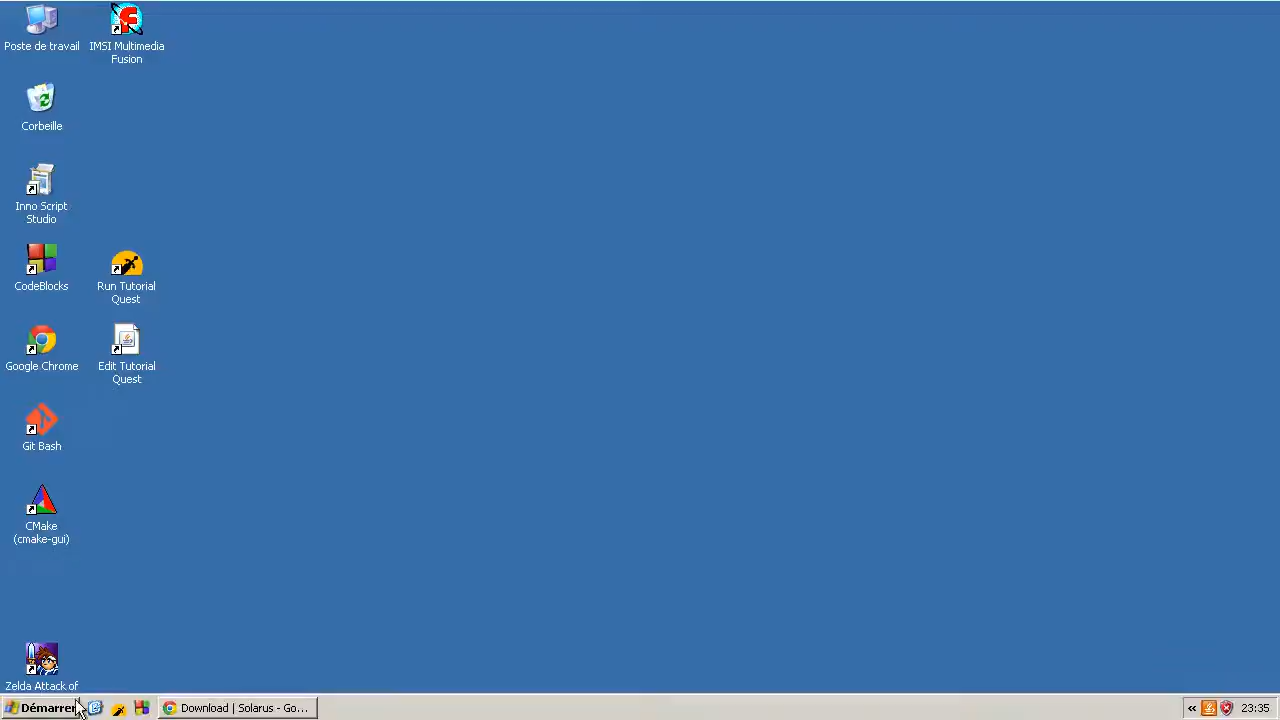 Poste de travail
IMSI Multimedia
Fusion
Corbeille
Inno Script
Studio
CodeBlocks
Run Tutorial
Quest
Google Chrome
Edit Tutorial
Quest
Git Bash
CMake
(cmake-gui)
Zelda Attack of
Démarrer
Download | Solarus - Go...
«
23:35